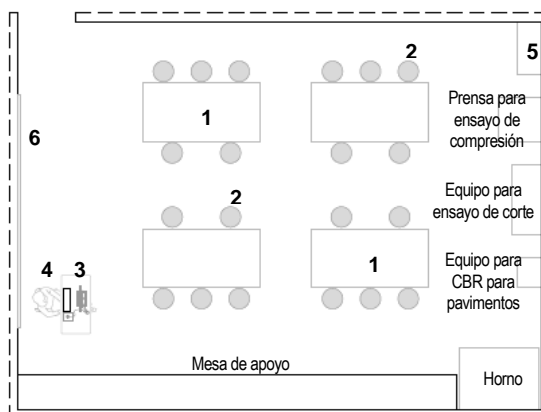 2
5
Prensa para
ensayo de
compresión
1
6
2
Equipo para
ensayo de corte
4
3
1
Equipo para
CBR para
pavimentos
Mesa de apoyo
Horno